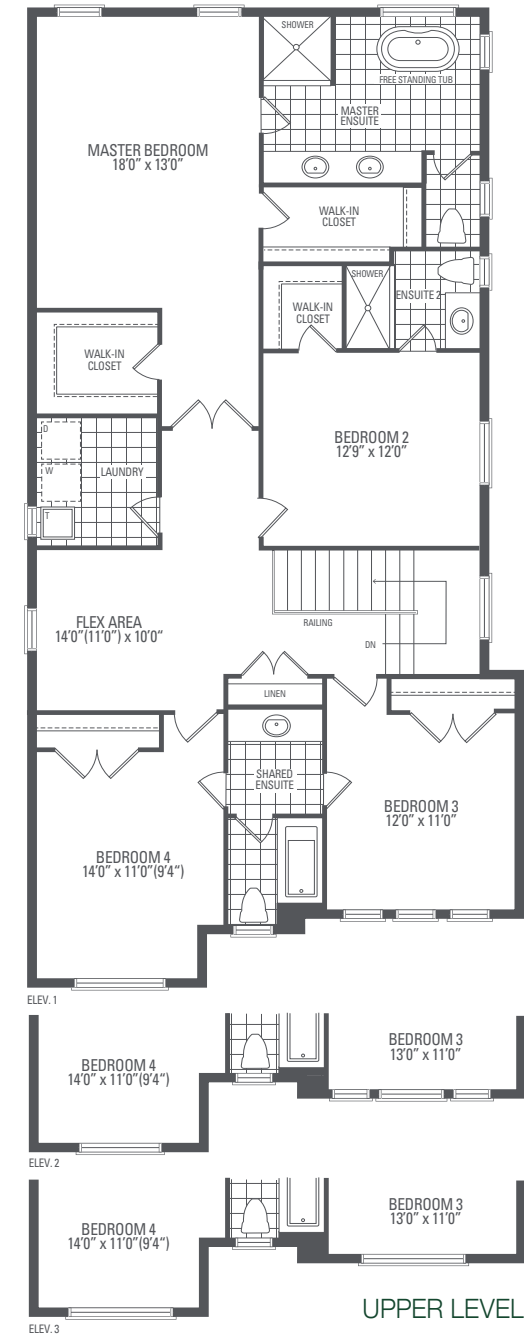 SHOWER
FREE STANDING TUB
MASTER
ENSUITE
MASTER BEDROOM
18'0" x 13'0"
WALK-IN
CLOSET
SHOWER
ENSUITE 2
WALK-IN
CLOSET
WALK-IN
CLOSET
D
W
LAUNDRY
T
BEDROOM 2
12'9" x 12'0"
FLEX AREA
14'0"(11'0") x 10'0"
RAILING
DN
LINEN
SHARED
ENSUITE
BEDROOM 3
12'0" x 11'0"
BEDROOM 4
14'0" x 11'0"(9'4")
ELEV. 1
BEDROOM 3
13'0" x 11'0"
BEDROOM 4
14'0" x 11'0"(9'4")
ELEV. 2
BEDROOM 3
13'0" x 11'0"
BEDROOM 4
14'0" x 11'0"(9'4")
UPPER LEVEL
ELEV. 3